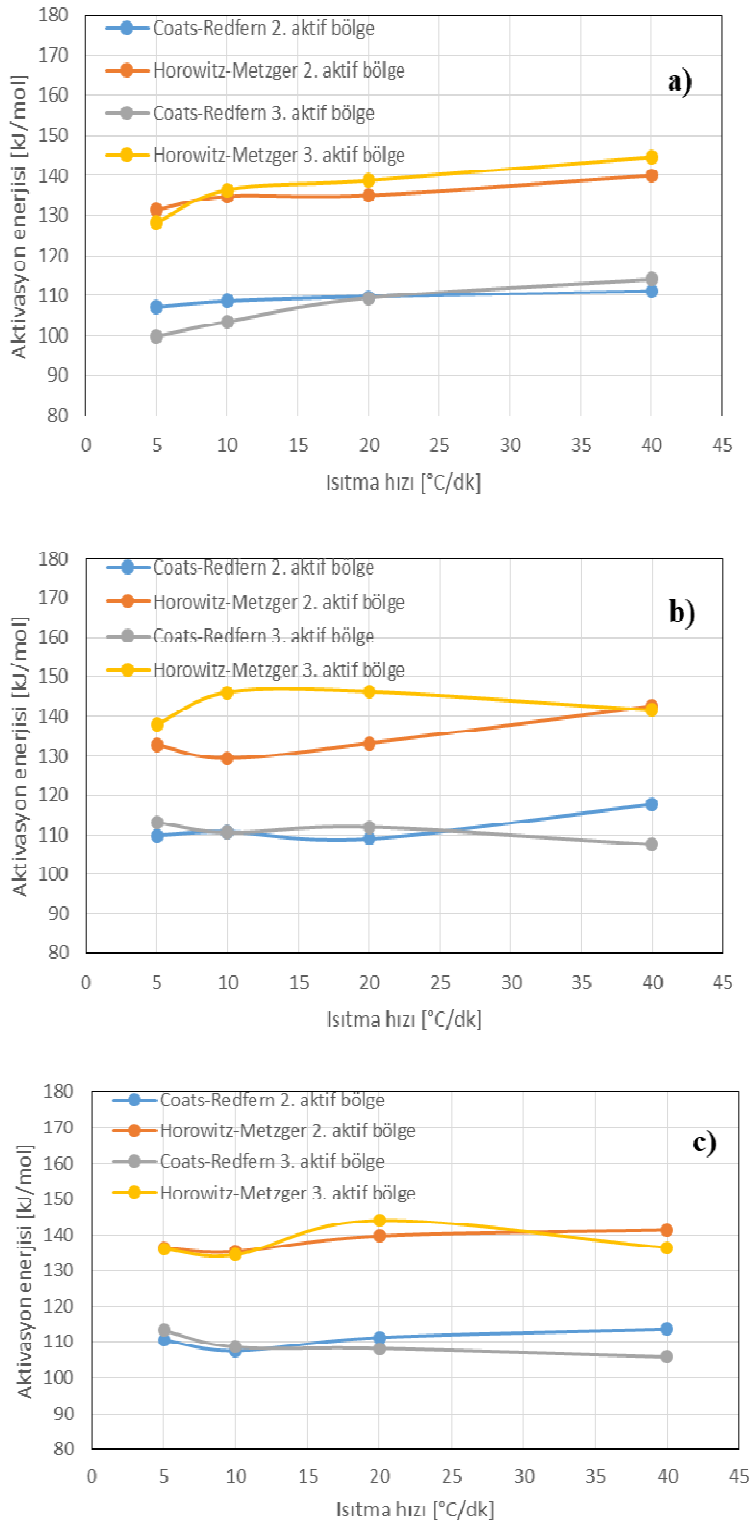 180
170
160
150
140
130
120
110
100
90
80
Aktivasyon enerjisi [kJ/mol]
Coats-Redfern 2. aktif bölge
Horowitz-Metzger 2. aktif bölge
Coats-Redfern 3. aktif bölge
Horowitz-Metzger 3. aktif bölge
a)
0 5 10 15 20 25 30 35 40 45
Isıtma hızı [°C/dk]
180
170
160
150
140
130
120
110
100
90
80
Aktivasyon enerjisi [kJ/mol]
Coats-Redfern 2. aktif bölge
Horowitz-Metzger 2. aktif bölge
Coats-Redfern 3. aktif bölge
Horowitz-Metzger 3. aktif bölge
b)
0 5 10 15 20 25 30 35 40 45
Isıtma hızı [°C/dk]
180
170
160
150
140
130
120
110
100
90
80
Aktivasyon enerjisi [kJ/mol]
Coats-Redfern 2. aktif bölge
Horowitz-Metzger 2. aktif bölge
Coats-Redfern 3. aktif bölge
Horowitz-Metzger 3. aktif bölge
c)
0 5 10 15 20 25 30 35 40 45
Isıtma hızı [°C/dk]